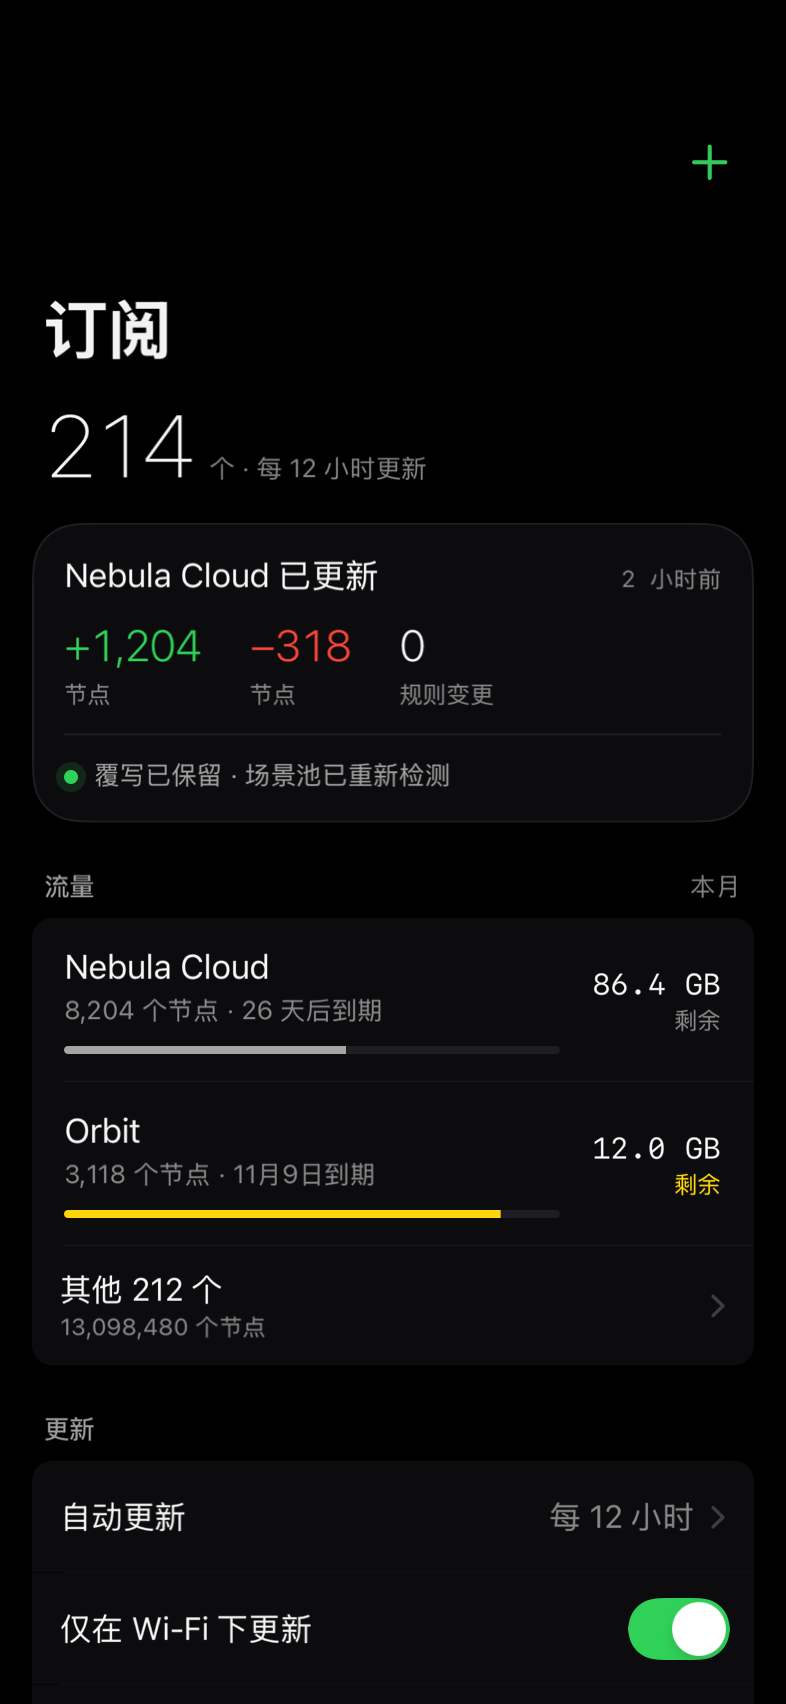 订阅
214 个 · 每 12 小时更新
Nebula Cloud 已更新 2 小时前
+1,204 –318 0
节点 节点 规则变更
覆写已保留 · 场景池已重新检测
流量 本月
Nebula Cloud 86.4 GB
8,204 个节点 · 26 天后到期 剩余
Orbit 12.0 GB
3,118 个节点 · 11月9日到期 剩余
其他 212 个
13,098,480 个节点
更新
自动更新 每 12 小时
仅在 Wi-Fi 下更新